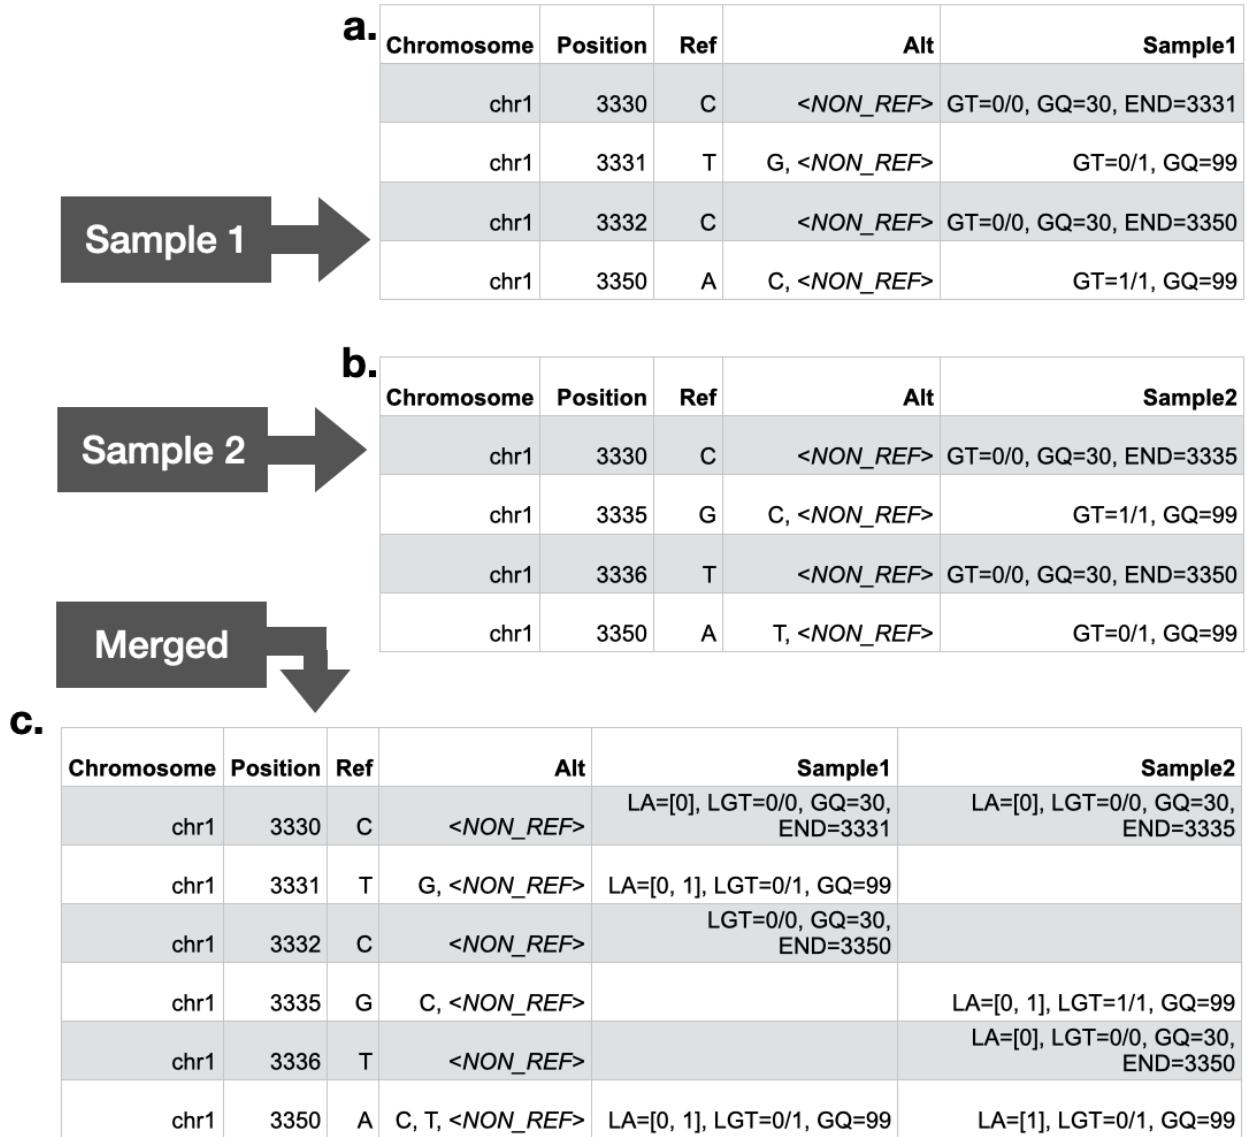 a.
Chromosome Position Ref Alt Sample1
chr1 3330 C <NON_REF> GT=0/0, GQ=30, END=3331
chr1 3331 T G, <NON_REF> GT=0/1, GQ=99
Sample 1
chr1 3332 C <NON_REF> GT=0/0, GQ=30, END=3350
chr1 3350 A C, <NON_REF> GT=1/1, GQ=99
b.
Chromosome Position Ref Alt Sample2
Sample 2
chr1 3330 C <NON_REF> GT=0/0, GQ=30, END=3335
chr1 3335 G C, <NON_REF> GT=1/1, GQ=99
chr1 3336 T <NON_REF> GT=0/0, GQ=30, END=3350
chr1 3350 A T, <NON_REF> GT=0/1, GQ=99
Merged
c.
Chromosome Position Ref Alt Sample1 Sample2
LA=[0], LGT=0/0, GQ=30, LA=[0], LGT=0/0, GQ=30,
chr1 3330 C <NON_REF> END=3331 END=3335
chr1 3331 T G, <NON_REF> LA=[0, 1], LGT=0/1, GQ=99
LGT=0/0, GQ=30,
chr1 3332 C <NON_REF> END=3350
chr1 3335 G C, <NON_REF> LA=[0, 1], LGT=1/1, GQ=99
LA=[0], LGT=0/0, GQ=30,
chr1 3336 T <NON_REF> END=3350
chr1 3350 A C, T, <NON_REF> LA=[0, 1], LGT=0/1, GQ=99 LA=[1], LGT=0/1, GQ=99